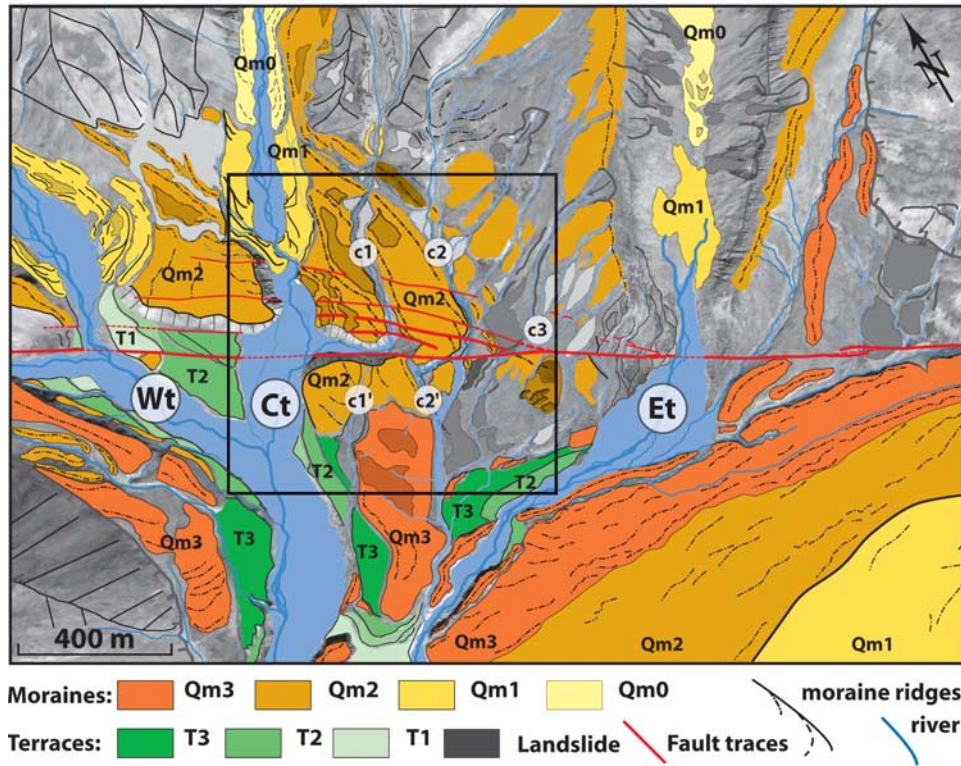 Qm0
Qm0
N
Qm1
Qm1
c1
c2
Qm2
Qm2
c3
T1
T2
Qm2
Wt
Ct
c1'
c2'
Et
T2
T2
T3
Qm3
T3
T3
Qm3
400 m
Qm3
Qm2
Qm1
Moraines: Qm3 Qm2 Qm1 Qm0 moraine ridges
river
Terraces: T3 T2 T1 Landslide Fault traces